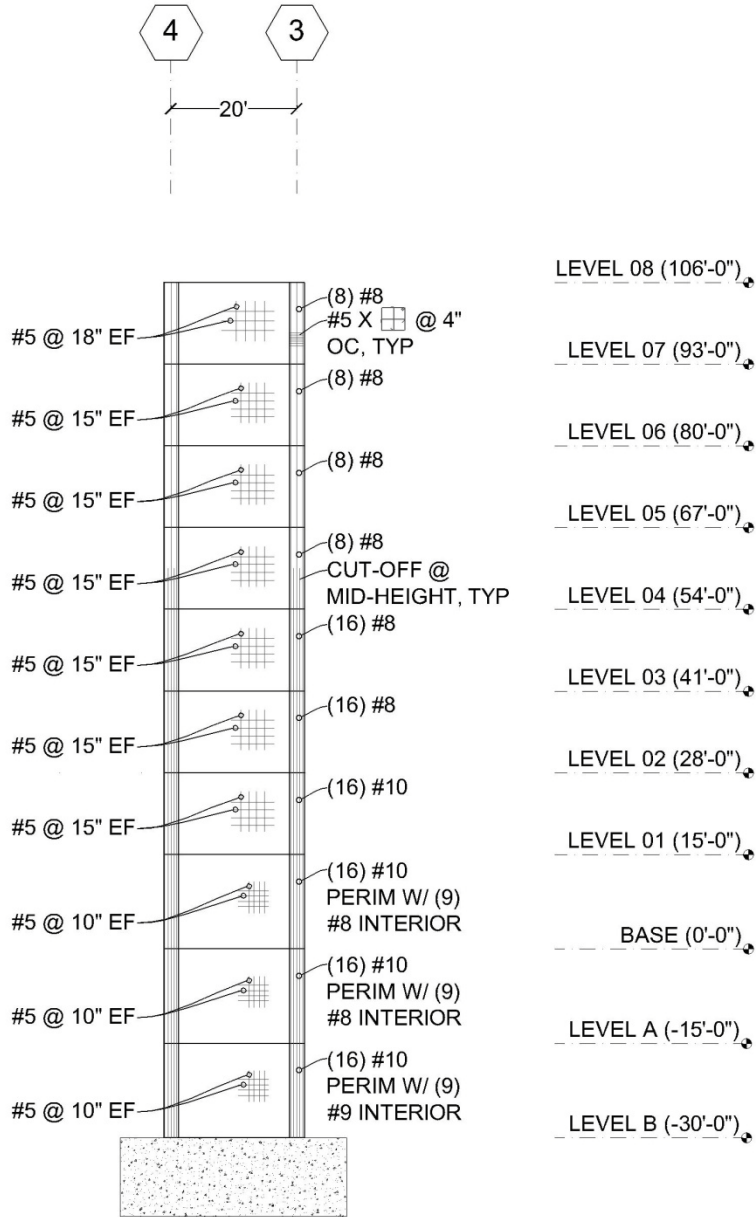 4
3
20'
LEVEL 08 (106'-0")
(8) #8
#5 X @ 4"
OC, TYP
#5 @ 18" EF
LEVEL 07 (93'-0")
(8) #8
#5 @ 15" EF
LEVEL 06 (80'-0")
(8) #8
#5 @ 15" EF
LEVEL 05 (67'-0")
(8) #8
CUT-OFF @
MID-HEIGHT, TYP
#5 @ 15" EF
LEVEL 04 (54'-0")
(16) #8
#5 @ 15" EF
LEVEL 03 (41'-0")
(16) #8
#5 @ 15" EF
LEVEL 02 (28'-0")
(16) #10
#5 @ 15" EF
LEVEL 01 (15'-0")
(16) #10
PERIM W/ (9)
#8 INTERIOR
#5 @ 10" EF
BASE (0'-0")
(16) #10
PERIM W/ (9)
#8 INTERIOR
#5 @ 10" EF
LEVEL A (-15'-0")
(16) #10
PERIM W/ (9)
#9 INTERIOR
#5 @ 10" EF
LEVEL B (-30'-0")